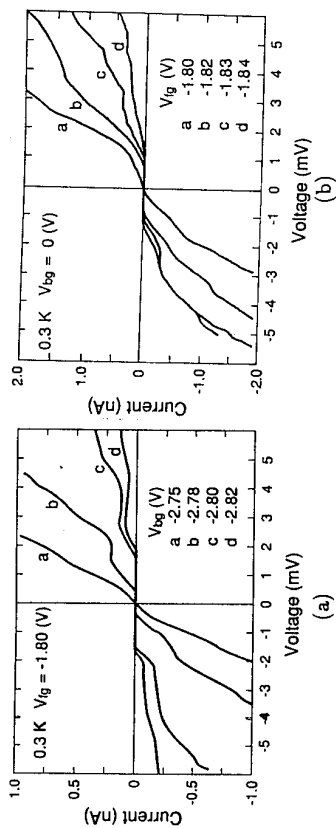 0.3 K V_fg = -1.80 (V)
Current (nA)
1.0
0.5
0
-0.5
-1.0
a
b
c
d
V_bg (V)
a -2.75
b -2.78
c -2.80
d -2.82
-5 -4 -3 -2 -1 0 1 2 3 4 5
Voltage (mV)
(a)
0.3 K V_bg = 0 (V)
Current (nA)
2.0
1.0
0.0
-1.0
-2.0
a
b
c
d
V_fg (V)
a -1.80
b -1.82
c -1.83
d -1.84
-5 -4 -3 -2 -1 0 1 2 3 4 5
Voltage (mV)
(b)